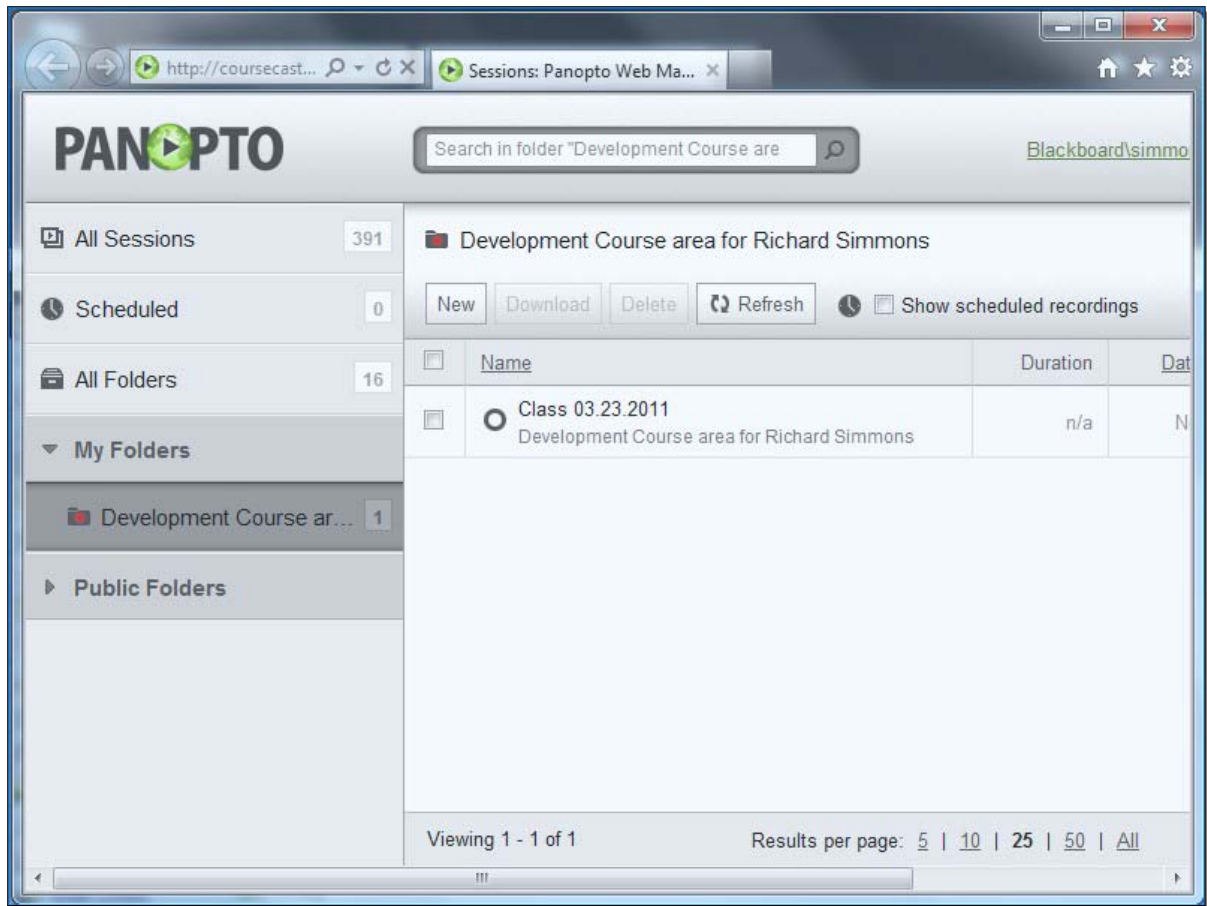 http://coursecast...
Sessions: Panopto Web Ma...
PANOPTO
Search in folder "Development Course are
Blackboard\simmo
All Sessions 391
Scheduled 0
All Folders 16
My Folders
Development Course ar... 1
Public Folders
Development Course area for Richard Simmons
New Download Delete Refresh Show scheduled recordings
Name Duration Dat
Class 03.23.2011
Development Course area for Richard Simmons
n/a N
Viewing 1 - 1 of 1 Results per page: 5 | 10 | 25 | 50 | All